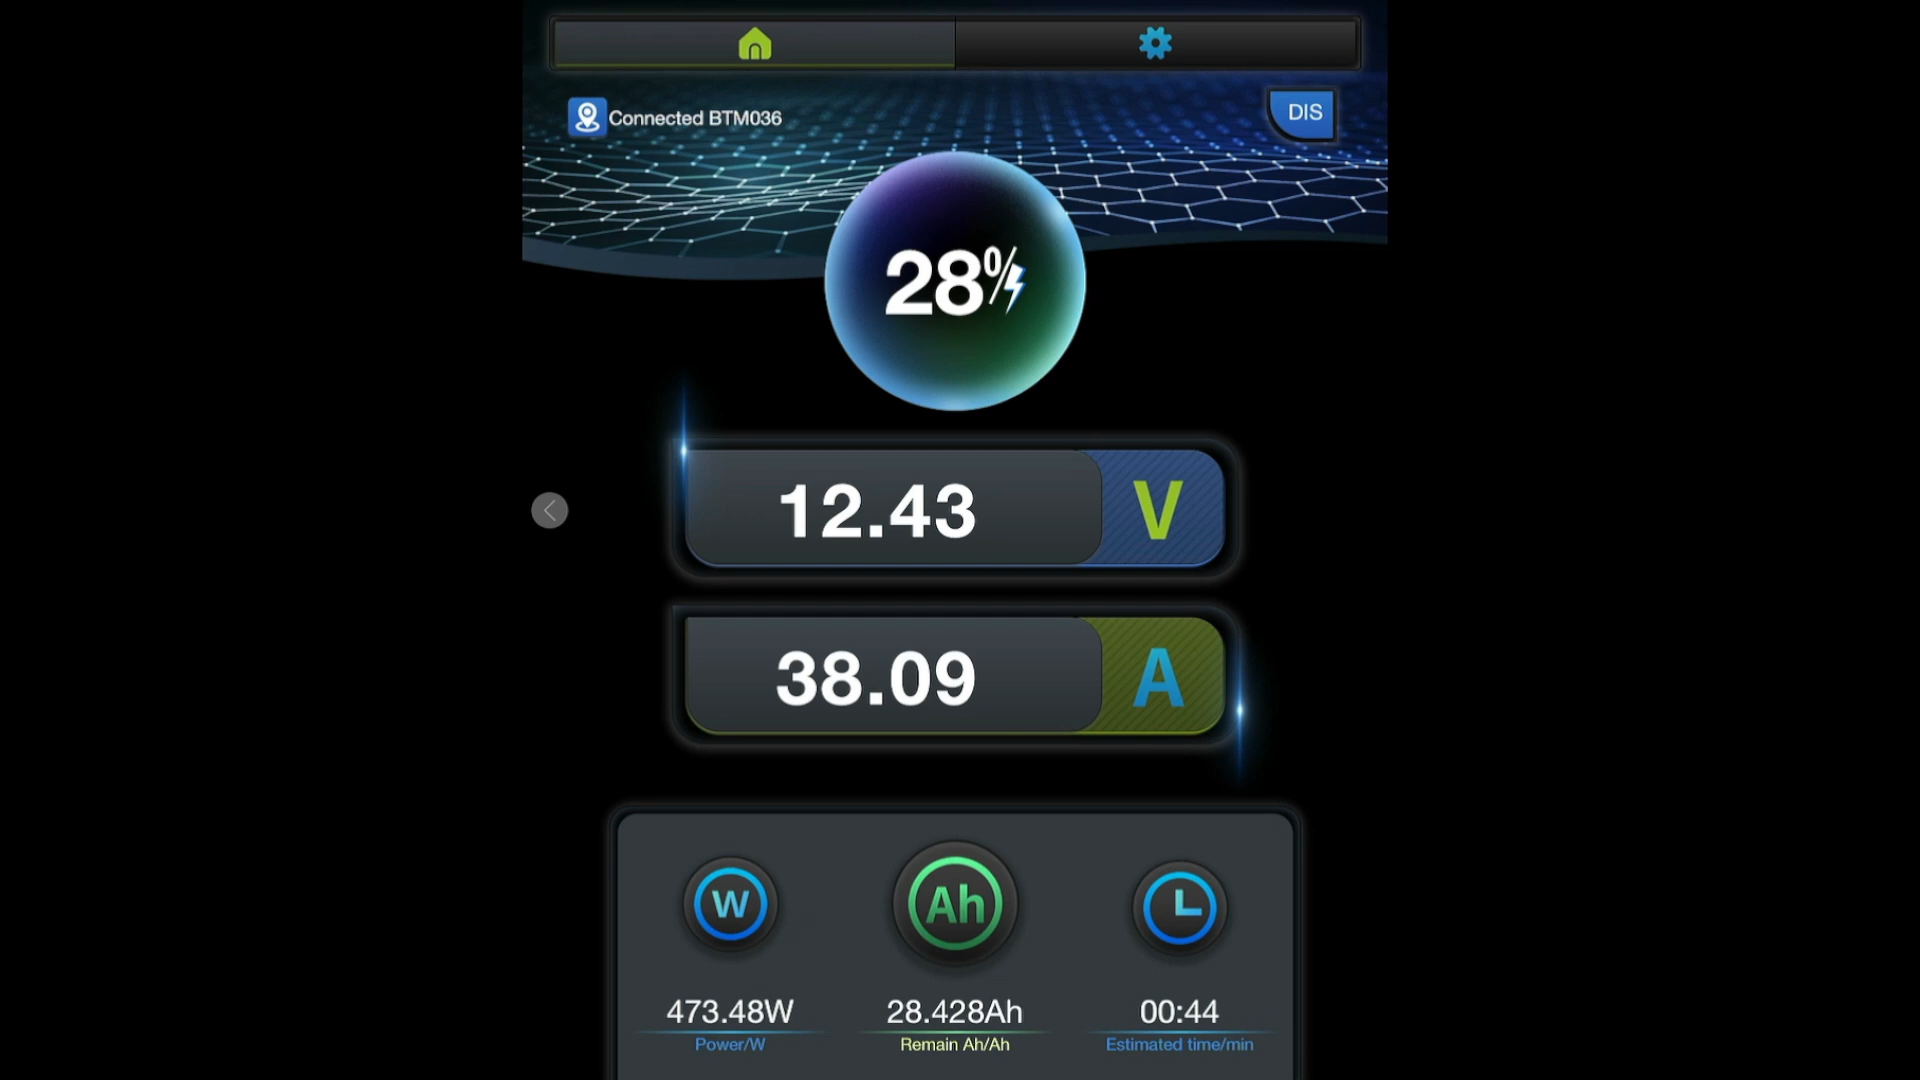 Connected BTM036
DIS
28%
12.43 V
38.09 A
W
Ah
473.48W
28.428Ah
00:44
Power/W
Remain Ah/Ah
Estimated time/min